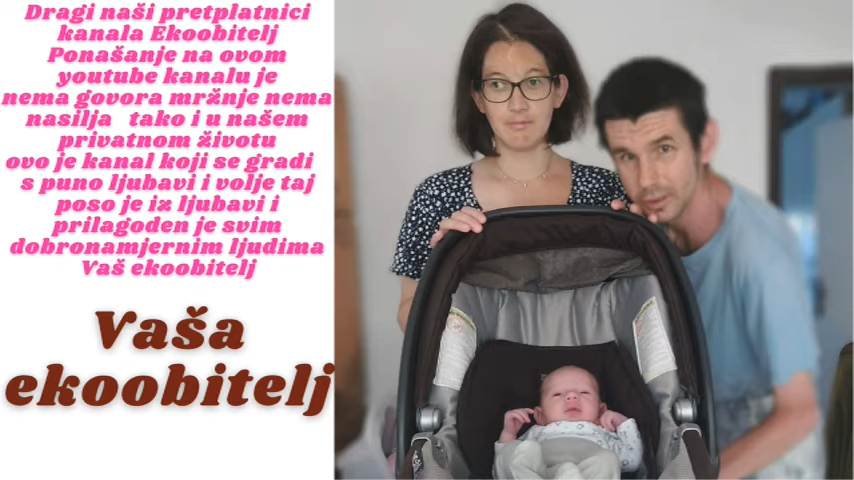 Dragi naši pretplatnici
kanala Ekoobitelj
Ponašanje na ovom
youtube kanalu je
nema govora mržnje nema
nasilja tako i u našem
privatnom životu
ovo je kanal koji se gradi
s puno ljubavi i volje taj
poso je iz ljubavi i
prilagođen je svim
dobronamjernim ljudima
Vaš ekoobitelj
Vaša
ekoobitelj